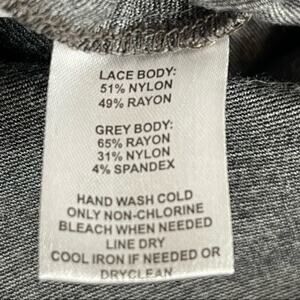 LACE BODY:
51% NYLON
49% RAYON
GREY BODY:
65% RAYON
31% NYLON
4% SPANDEX
HAND WASH COLD
ONLY NON-CHLORINE
BLEACH WHEN NEEDED
LINE DRY
COOL IRON IF NEEDED OR
DRYCLEAN